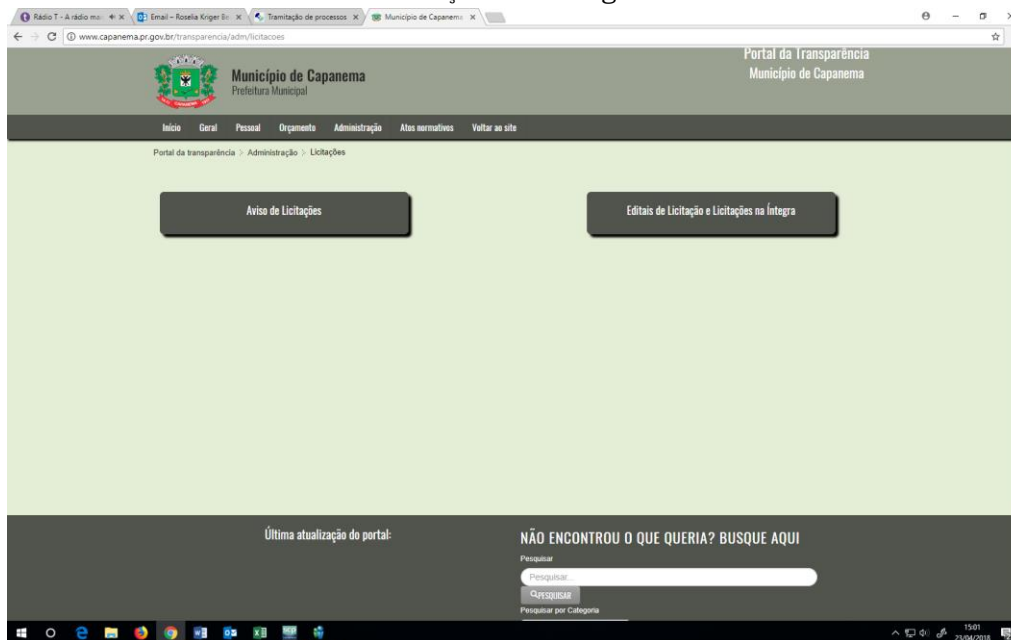 Rádio T - A rádio mai
Email – Roselia Kriger Be
Tramitação de processos
Município de Capanema
www.capanema.pr.gov.br/transparencia/adm/licitacoes
Portal da Transparência
Município de Capanema
Município de Capanema
Prefeitura Municipal
Início Geral Pessoal Orçamento Administração Atos normativos Voltar ao site
Portal da transparência > Administração > Licitações
Aviso de Licitações
Editais de Licitação e Licitações na Íntegra
Última atualização do portal:
NÃO ENCONTROU O QUE QUERIA? BUSQUE AQUI
Pesquisar
Pesquisar...
PESQUISAR
Pesquisar por Categoria
15:01
23/04/2018